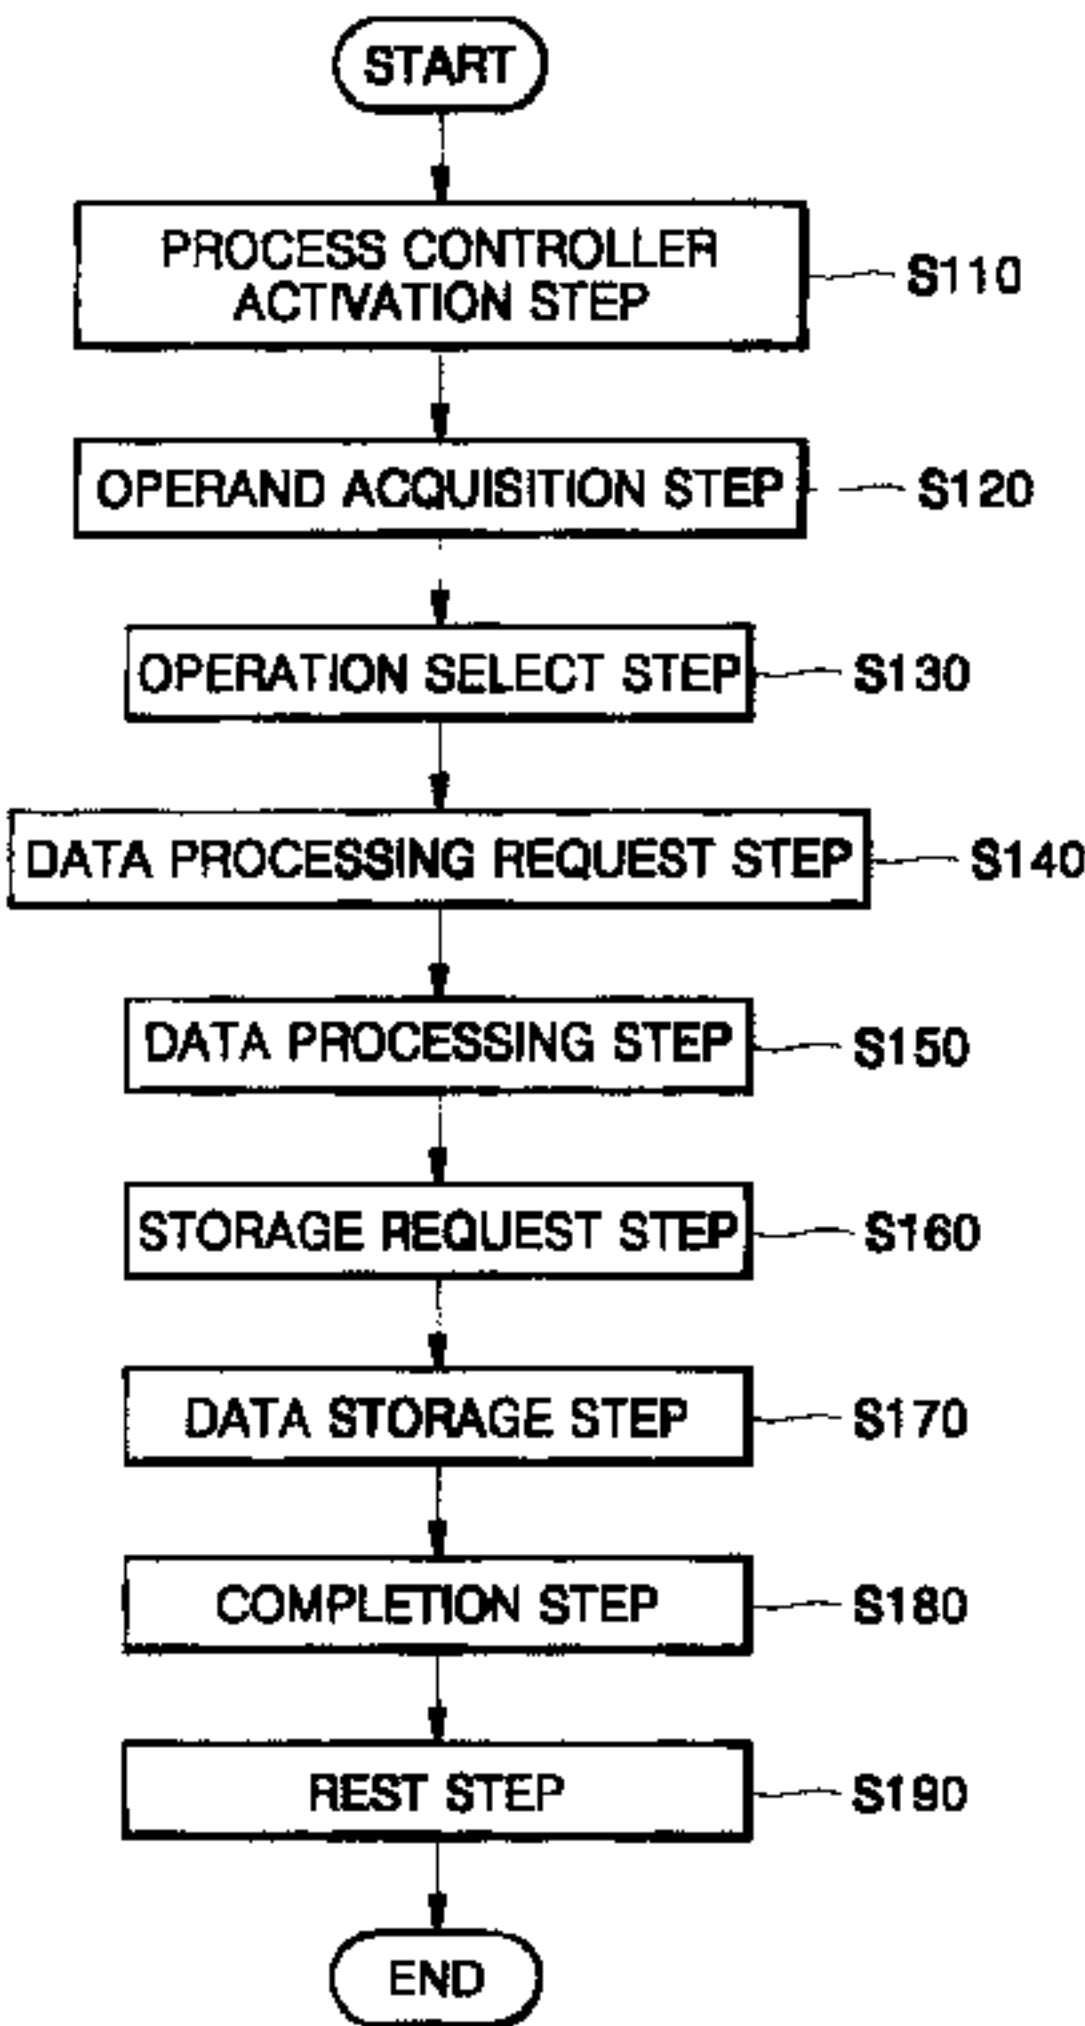 START
PROCESS CONTROLLER
ACTIVATION STEP
S110
OPERAND ACQUISITION STEP
S120
OPERATION SELECT STEP
S130
DATA PROCESSING REQUEST STEP
S140
DATA PROCESSING STEP
S150
STORAGE REQUEST STEP
S160
DATA STORAGE STEP
S170
COMPLETION STEP
S180
REST STEP
S190
END